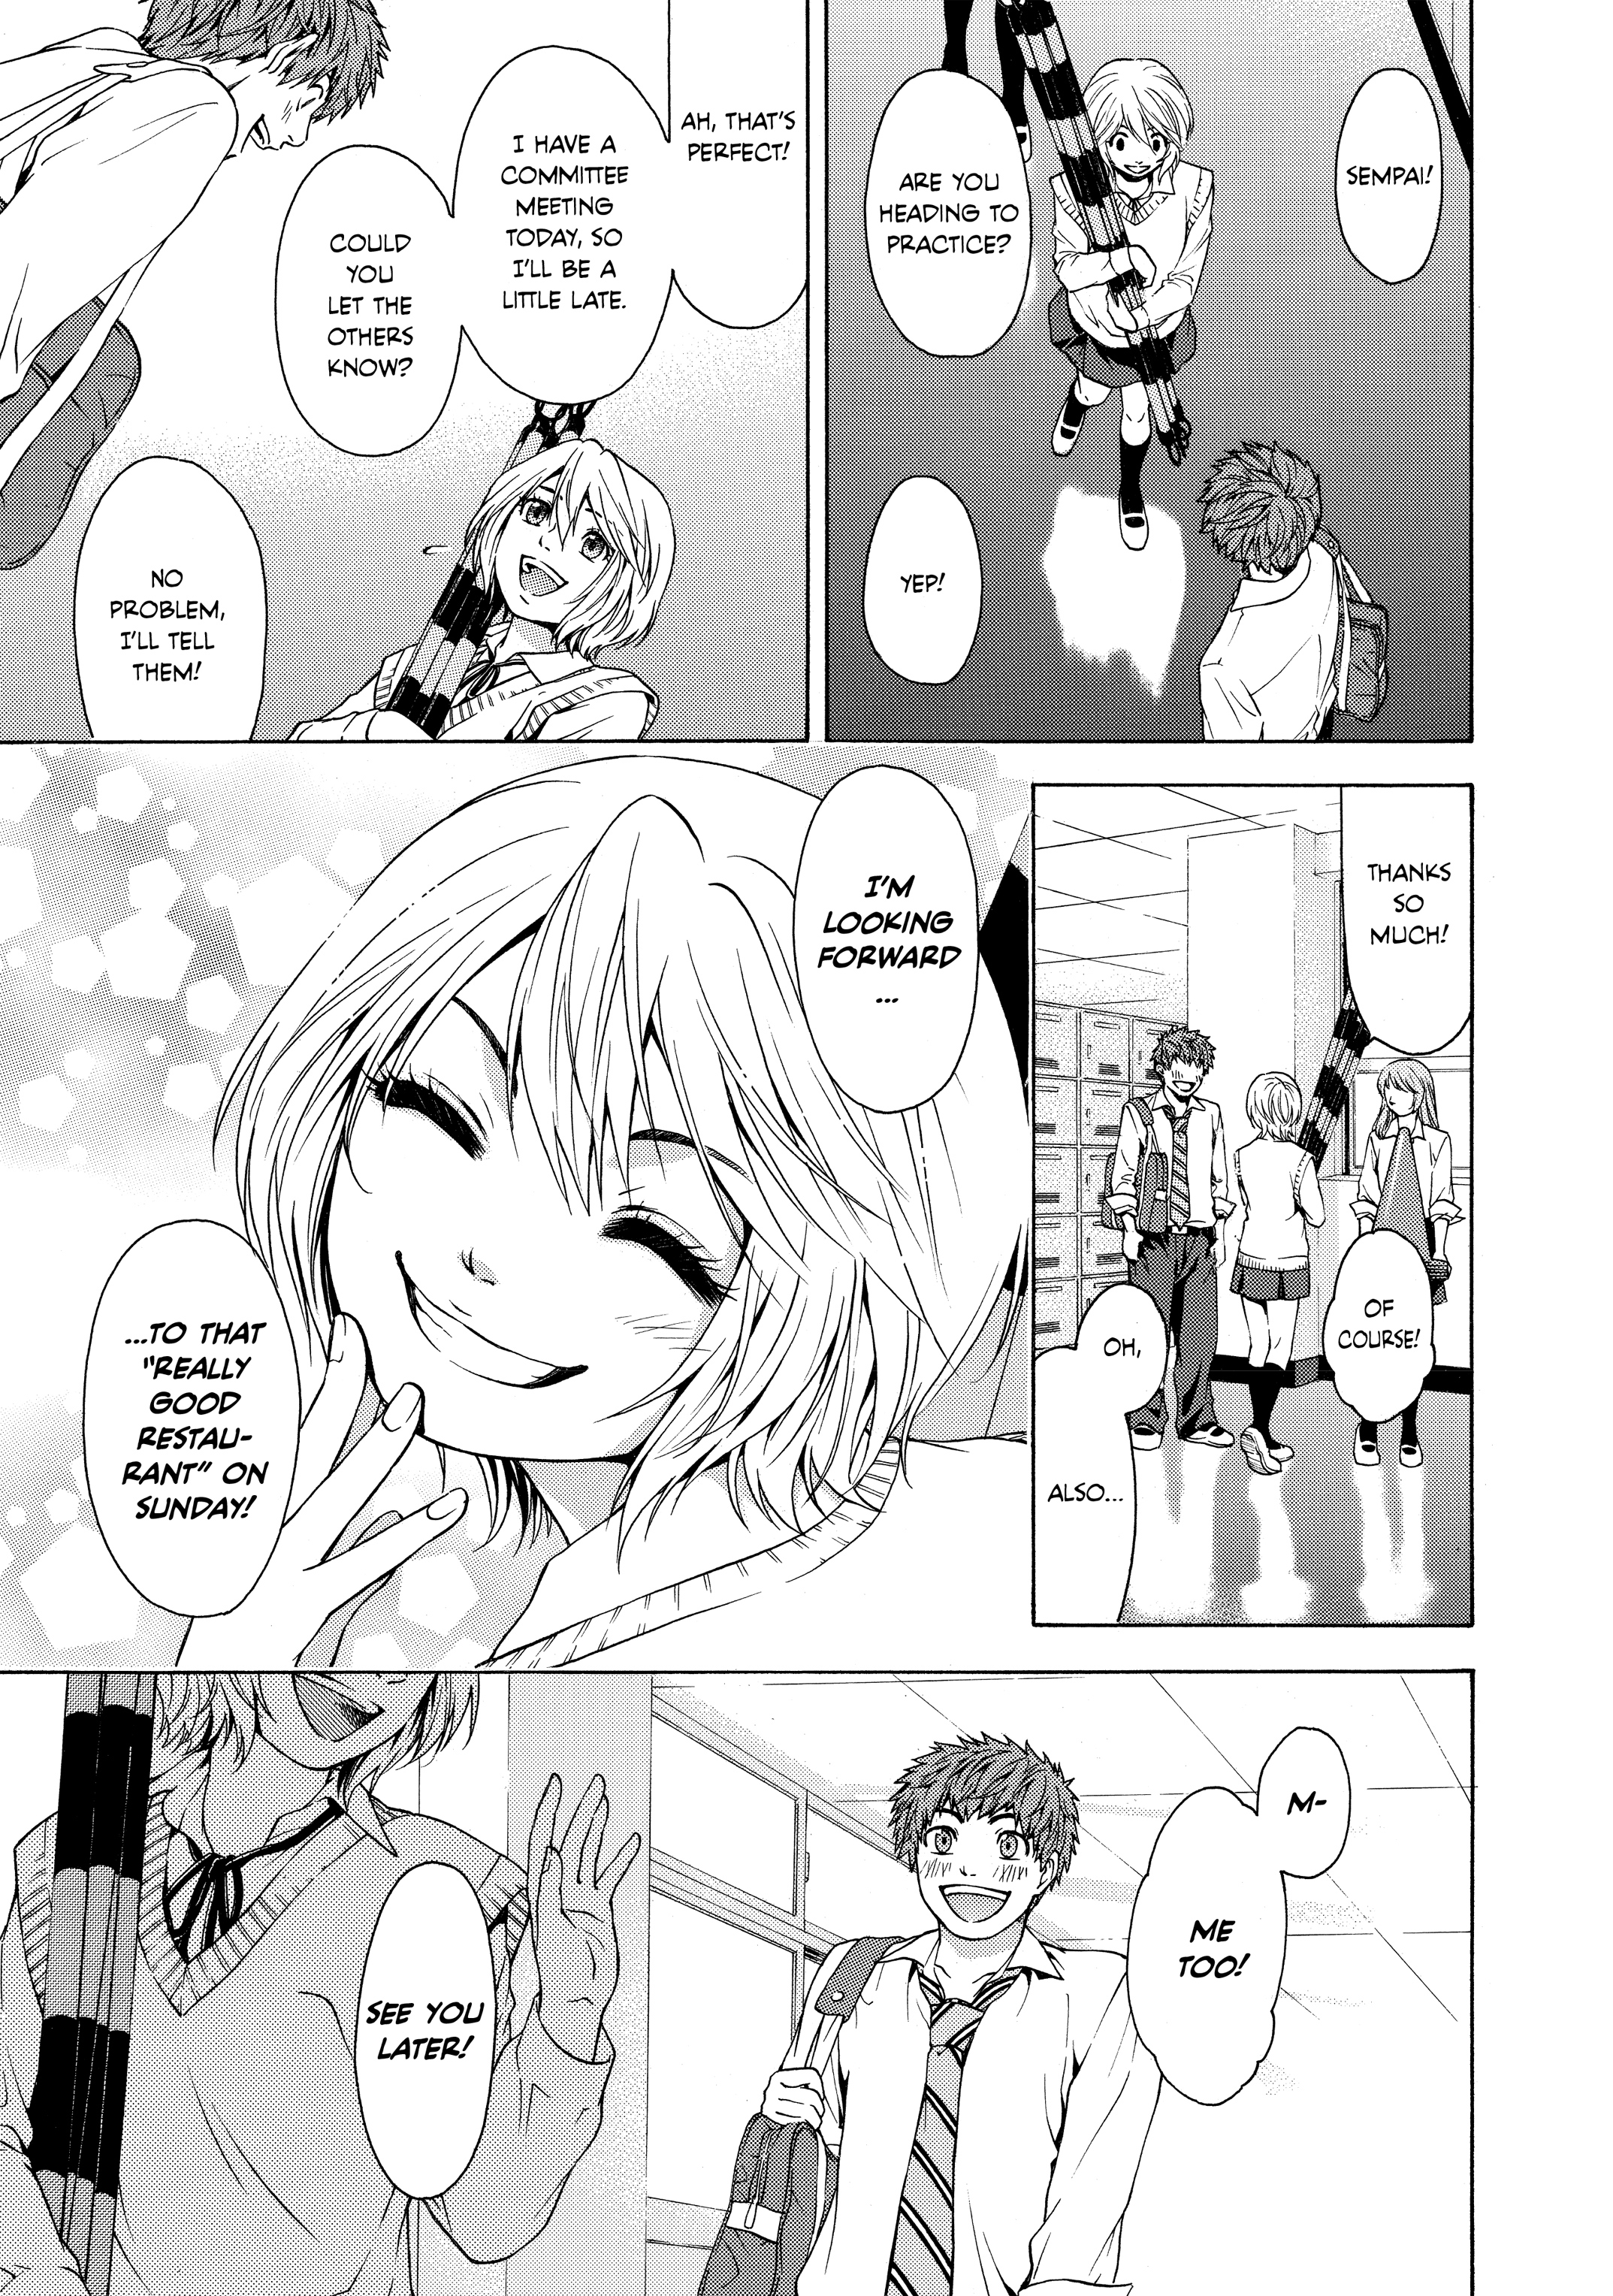 SEMPAI!
ARE YOU
HEADING TO
PRACTICE?
YEP!
AH, THAT'S
PERFECT!
I HAVE A
COMMITTEE
MEETING
TODAY, SO
I'LL BE A
LITTLE LATE.
COULD
YOU
LET THE
OTHERS
KNOW?
NO
PROBLEM,
I'LL TELL
THEM!
THANKS
SO
MUCH!
OF
COURSE!
OH,
ALSO...
I'M
LOOKING
FORWARD
...
...TO THAT
"REALLY
GOOD
RESTAU-
RANT" ON
SUNDAY!
M-
ME
TOO!
SEE YOU
LATER!